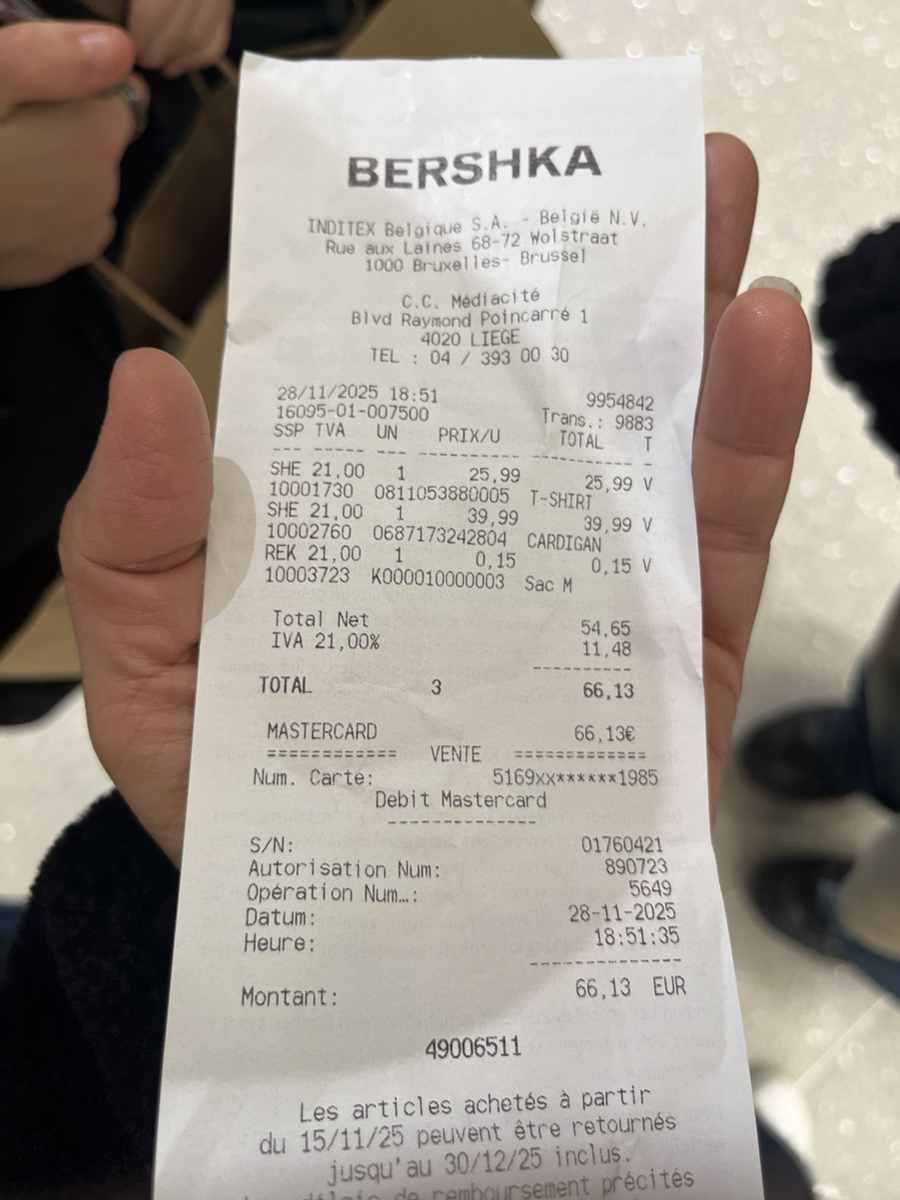 BERSHKA
INDITEX Belgique S.A. - België N.V.
Rue aux Laines 68-72 Wolstraat
1000 Bruxelles- Brussel
C.C. Médiacité
Blvd Raymond Poincarré 1
4020 LIEGE
TEL : 04 / 393 00 30
28/11/2025 18:51 9954842
16095-01-007500 Trans.: 9883
SSP TVA UN PRIX/U TOTAL T
--- ----- --- ---------- ---------- -
SHE 21,00 1 25,99 25,99 V
10001730 0811053880005 T-SHIRT
SHE 21,00 1 39,99 39,99 V
10002760 0687173242804 CARDIGAN
REK 21,00 1 0,15 0,15 V
10003723 K000010000003 Sac M
Total Net 54,65
IVA 21,00% 11,48
----------
TOTAL 3 66,13
MASTERCARD 66,13€
============ VENTE ============
Num. Carte: 5169xx******1985
Debit Mastercard
--------------
S/N: 01760421
Autorisation Num: 890723
Opération Num…: 5649
Datum: 28-11-2025
Heure: 18:51:35
--------------
Montant: 66,13 EUR
49006511
Les articles achetés à partir
du 15/11/25 peuvent être retournés
jusqu'au 30/12/25 inclus.
délais de remboursement précités